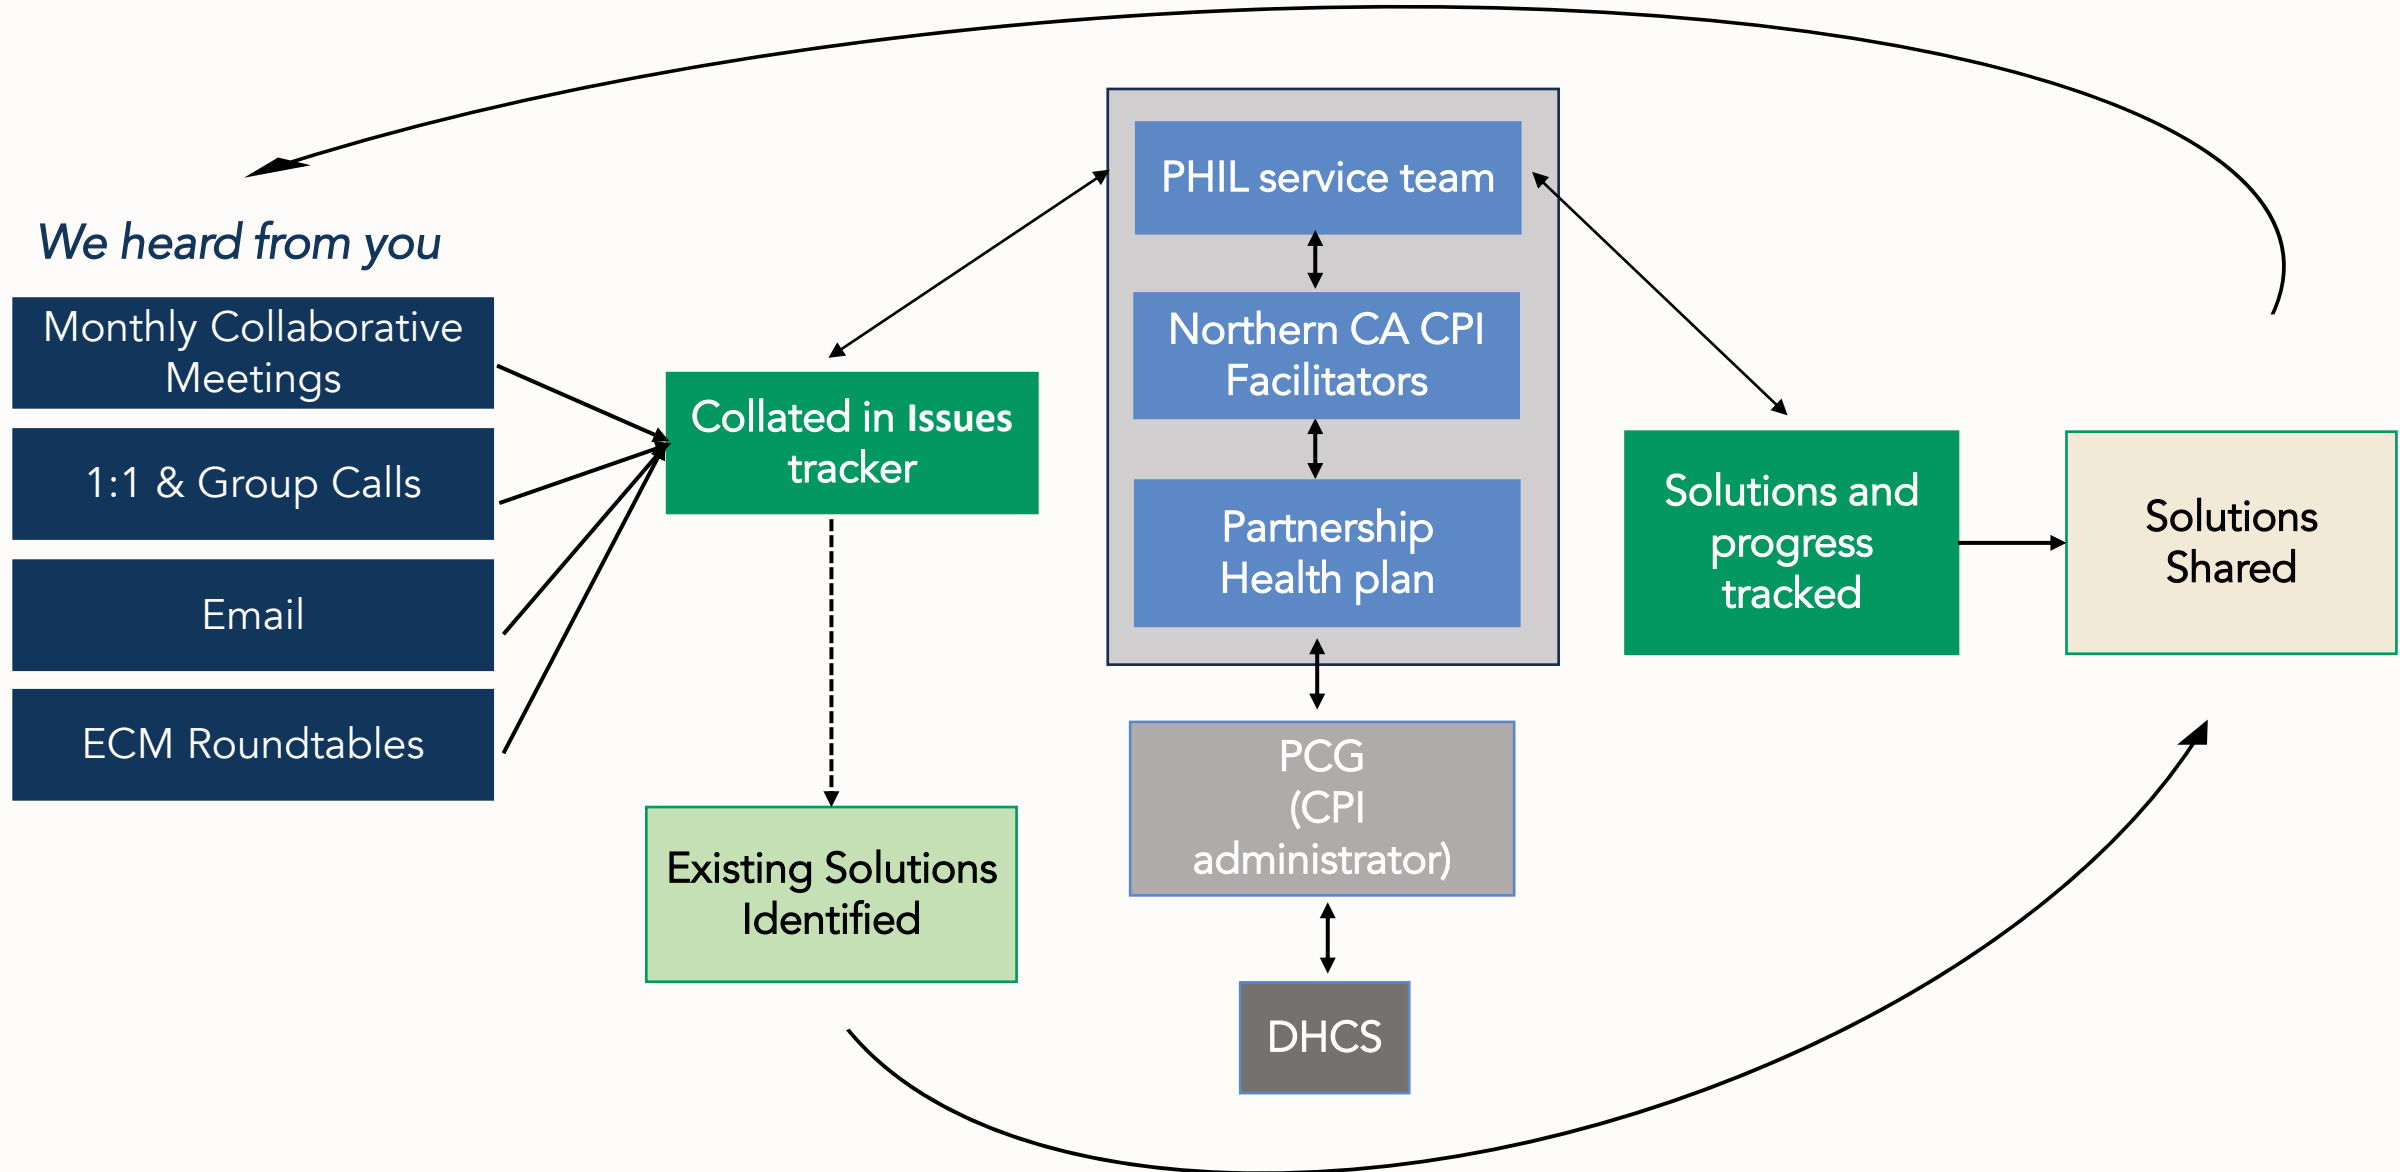 We heard from you
Monthly Collaborative
Meetings
1:1 & Group Calls
Email
ECM Roundtables
Collated in Issues
tracker
Existing Solutions
Identified
PHIL service team
Northern CA CPI
Facilitators
Partnership
Health plan
PCG
(CPI
administrator)
DHCS
Solutions and
progress
tracked
Solutions
Shared